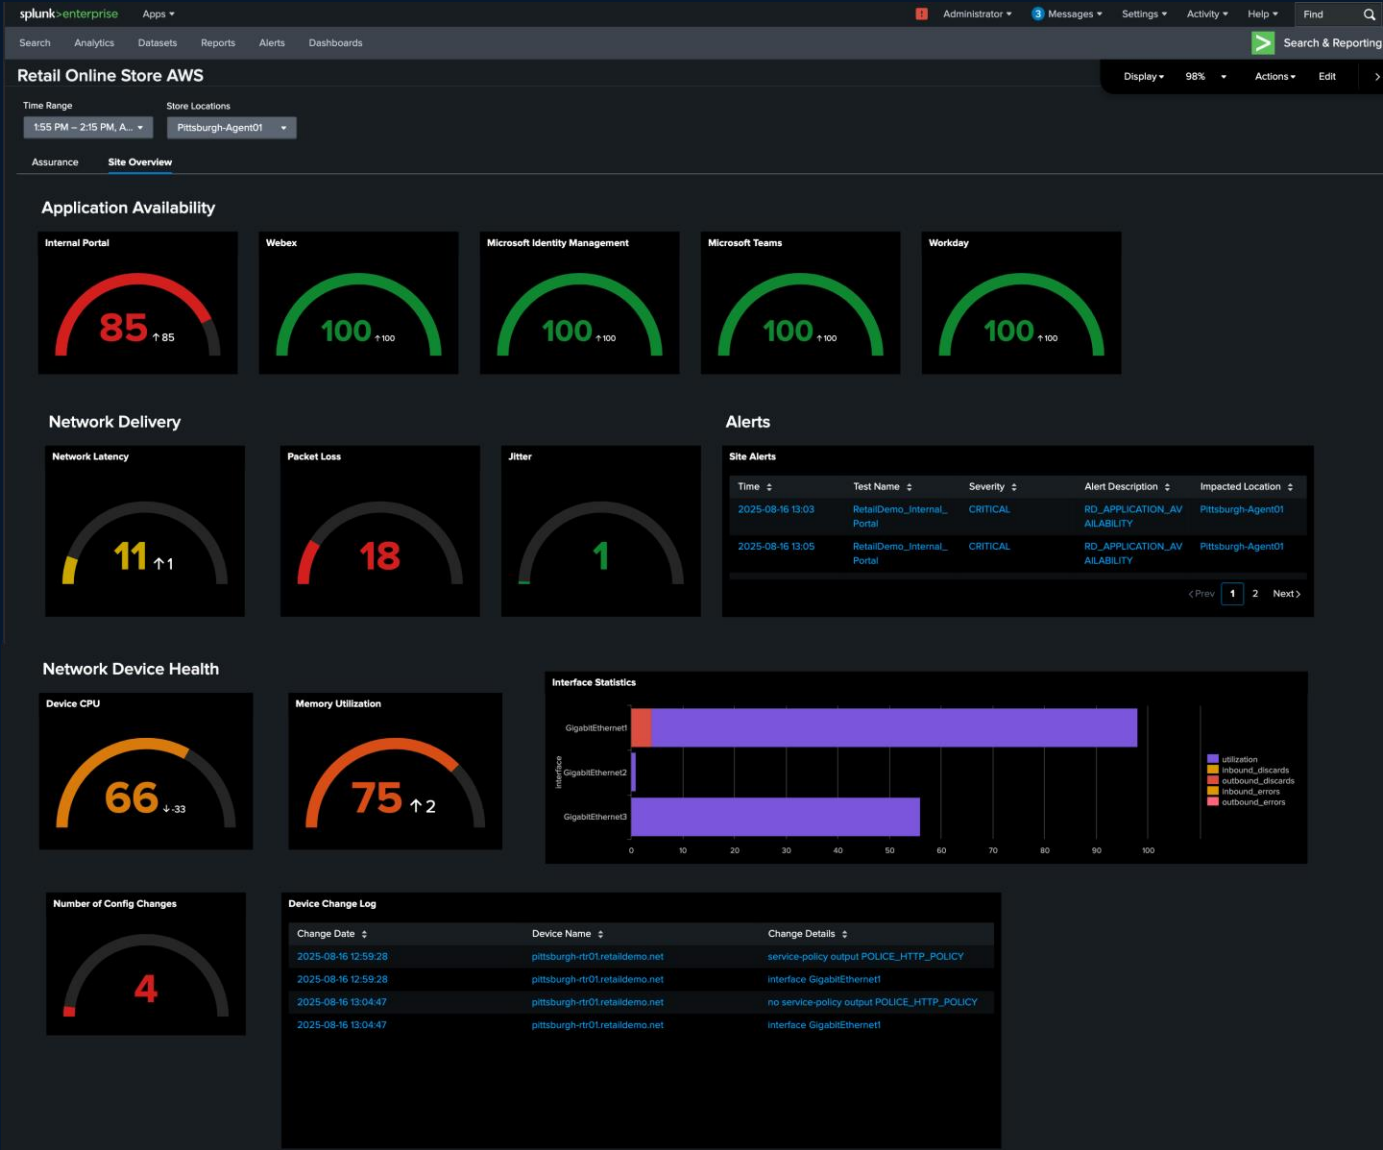 splunk>enterprise Apps Administrator 3 Messages Settings Activity Help Find
Search Analytics Datasets Reports Alerts Dashboards Search & Reporting
Retail Online Store AWS
Display 98% Actions Edit
Time Range Store Locations
1:55 PM – 2:15 PM, A... Pittsburgh-Agent01
Assurance Site Overview
Application Availability
Internal Portal
85 ↑85
Webex
100 ↑100
Microsoft Identity Management
100 ↑100
Microsoft Teams
100 ↑100
Workday
100 ↑100
Network Delivery
Network Latency
11 ↑1
Packet Loss
18
Jitter
1
Alerts
Site Alerts
Time Test Name Severity Alert Description Impacted Location
2025-08-16 13:03 RetailDemo_Internal_ CRITICAL RD_APPLICATION_AV Pittsburgh-Agent01
Portal AILABILITY
2025-08-16 13:05 RetailDemo_Internal_ CRITICAL RD_APPLICATION_AV Pittsburgh-Agent01
Portal AILABILITY
<Prev 1 2 Next>
Network Device Health
Device CPU
66 ↓-33
Memory Utilization
75 ↑2
Interface Statistics
interface
GigabitEthernet1
GigabitEthernet2
GigabitEthernet3
0 10 20 30 40 50 60 70 80 90 100
utilization
inbound_discards
outbound_discards
inbound_errors
outbound_errors
Number of Config Changes
4
Device Change Log
Change Date Device Name Change Details
2025-08-16 12:59:28 pittsburgh-rtr01.retaildemo.net service-policy output POLICE_HTTP_POLICY
2025-08-16 12:59:28 pittsburgh-rtr01.retaildemo.net interface GigabitEthernet1
2025-08-16 13:04:47 pittsburgh-rtr01.retaildemo.net no service-policy output POLICE_HTTP_POLICY
2025-08-16 13:04:47 pittsburgh-rtr01.retaildemo.net interface GigabitEthernet1